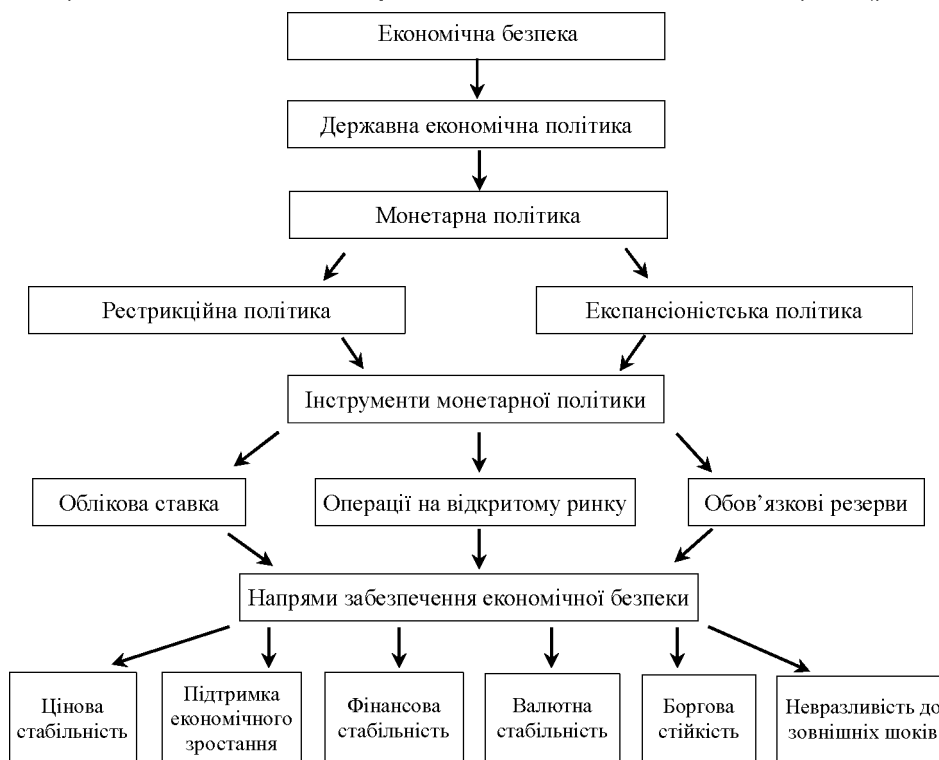 Економічна безпека
Державна економічна політика
Монетарна політика
Рестрикційна політика
Експансіоністська політика
Інструменти монетарної політики
Облікова ставка
Операції на відкритому ринку
Обов’язкові резерви
Напрями забезпечення економічної безпеки
Цінова
стабільність
Підтримка
економічного
зростання
Фінансова
стабільність
Валютна
стабільність
Боргова
стійкість
Невразливість до
зовнішніх шоків